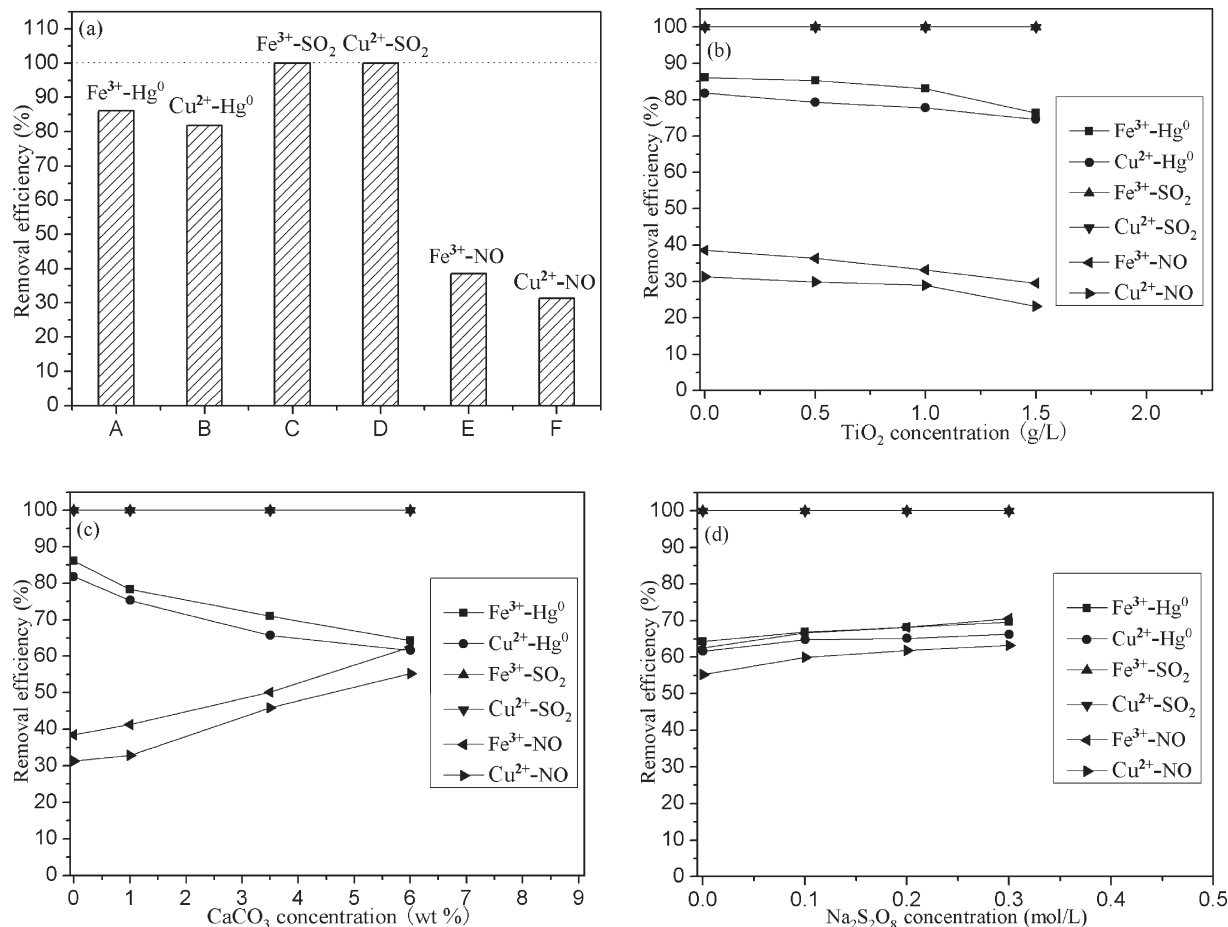 (a)
Removal efficiency (%)
110
100
90
80
70
60
50
40
30
20
10
0
Fe³⁺-Hg⁰
Cu²⁺-Hg⁰
Fe³⁺-SO₂ Cu²⁺-SO₂
Fe³⁺-NO
Cu²⁺-NO
A B C D E F
(b)
Removal efficiency (%)
100
90
80
70
60
50
40
30
20
10
0
Fe³⁺-Hg⁰
Cu²⁺-Hg⁰
Fe³⁺-SO₂
Cu²⁺-SO₂
Fe³⁺-NO
Cu²⁺-NO
0.0 0.5 1.0 1.5 2.0
TiO₂ concentration (g/L)
(c)
Removal efficiency (%)
100
90
80
70
60
50
40
30
20
10
0
Fe³⁺-Hg⁰
Cu²⁺-Hg⁰
Fe³⁺-SO₂
Cu²⁺-SO₂
Fe³⁺-NO
Cu²⁺-NO
0 1 2 3 4 5 6 7 8 9
CaCO₃ concentration (wt %)
(d)
Removal efficiency (%)
100
90
80
70
60
50
40
30
20
10
0
Fe³⁺-Hg⁰
Cu²⁺-Hg⁰
Fe³⁺-SO₂
Cu²⁺-SO₂
Fe³⁺-NO
Cu²⁺-NO
0.0 0.1 0.2 0.3 0.4 0.5
Na₂S₂O₈ concentration (mol/L)